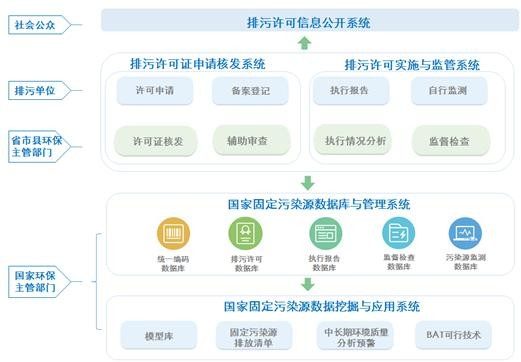 社会公众
排污许可信息公开系统
排污许可证申请核发系统
排污许可实施与监管系统
排污单位
许可申请
备案登记
执行报告
自行监测
省市县环保
主管部门
许可证核发
辅助审查
执行情况分析
监督检查
国家固定污染源数据库与管理系统
统一编码
数据库
排污许可
数据库
执行报告
数据库
监督检查
数据库
污染源监测
数据库
国家环保
主管部门
国家固定污染源数据挖掘与应用系统
模型库
固定污染源
排放清单
中长期环境质量
分析预警
BAT可行技术